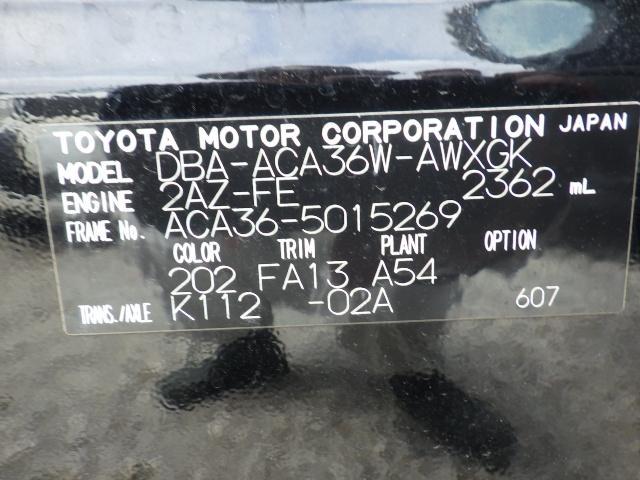 TOYOTA MOTOR CORPORATION JAPAN
MODEL DBA-ACA36W-AWXGK
ENGINE 2AZ-FE 2362 mL
FRAME No. ACA36-5015269
COLOR TRIM PLANT OPTION
202 FA13 A54
TRANS./AXLE K112 -02A 607